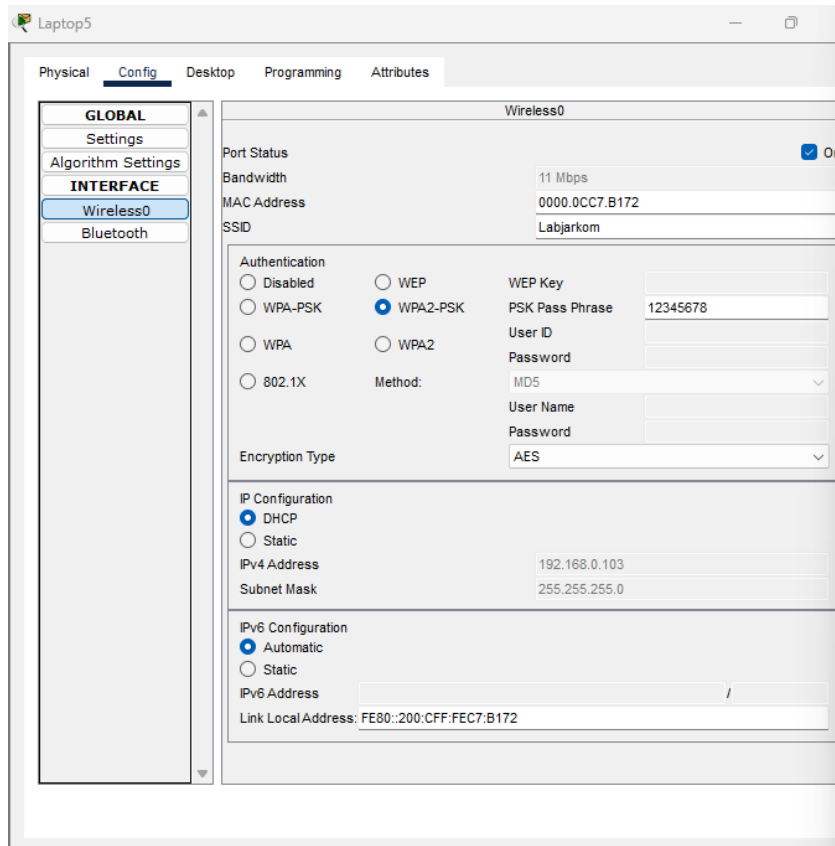 Laptop5
Physical Config Desktop Programming Attributes
GLOBAL
Settings
Algorithm Settings
INTERFACE
Wireless0
Bluetooth
Wireless0
Port Status
Bandwidth 11 Mbps
MAC Address 0000.0CC7.B172
SSID Labjarkom
Authentication
Disabled WEP WEP Key
WPA-PSK WPA2-PSK PSK Pass Phrase 12345678
User ID
WPA WPA2
Password
802.1X Method: MD5
User Name
Password
Encryption Type AES
IP Configuration
DHCP
Static
IPv4 Address 192.168.0.103
Subnet Mask 255.255.255.0
IPv6 Configuration
Automatic
Static
IPv6 Address /
Link Local Address: FE80::200:CFF:FEC7:B172